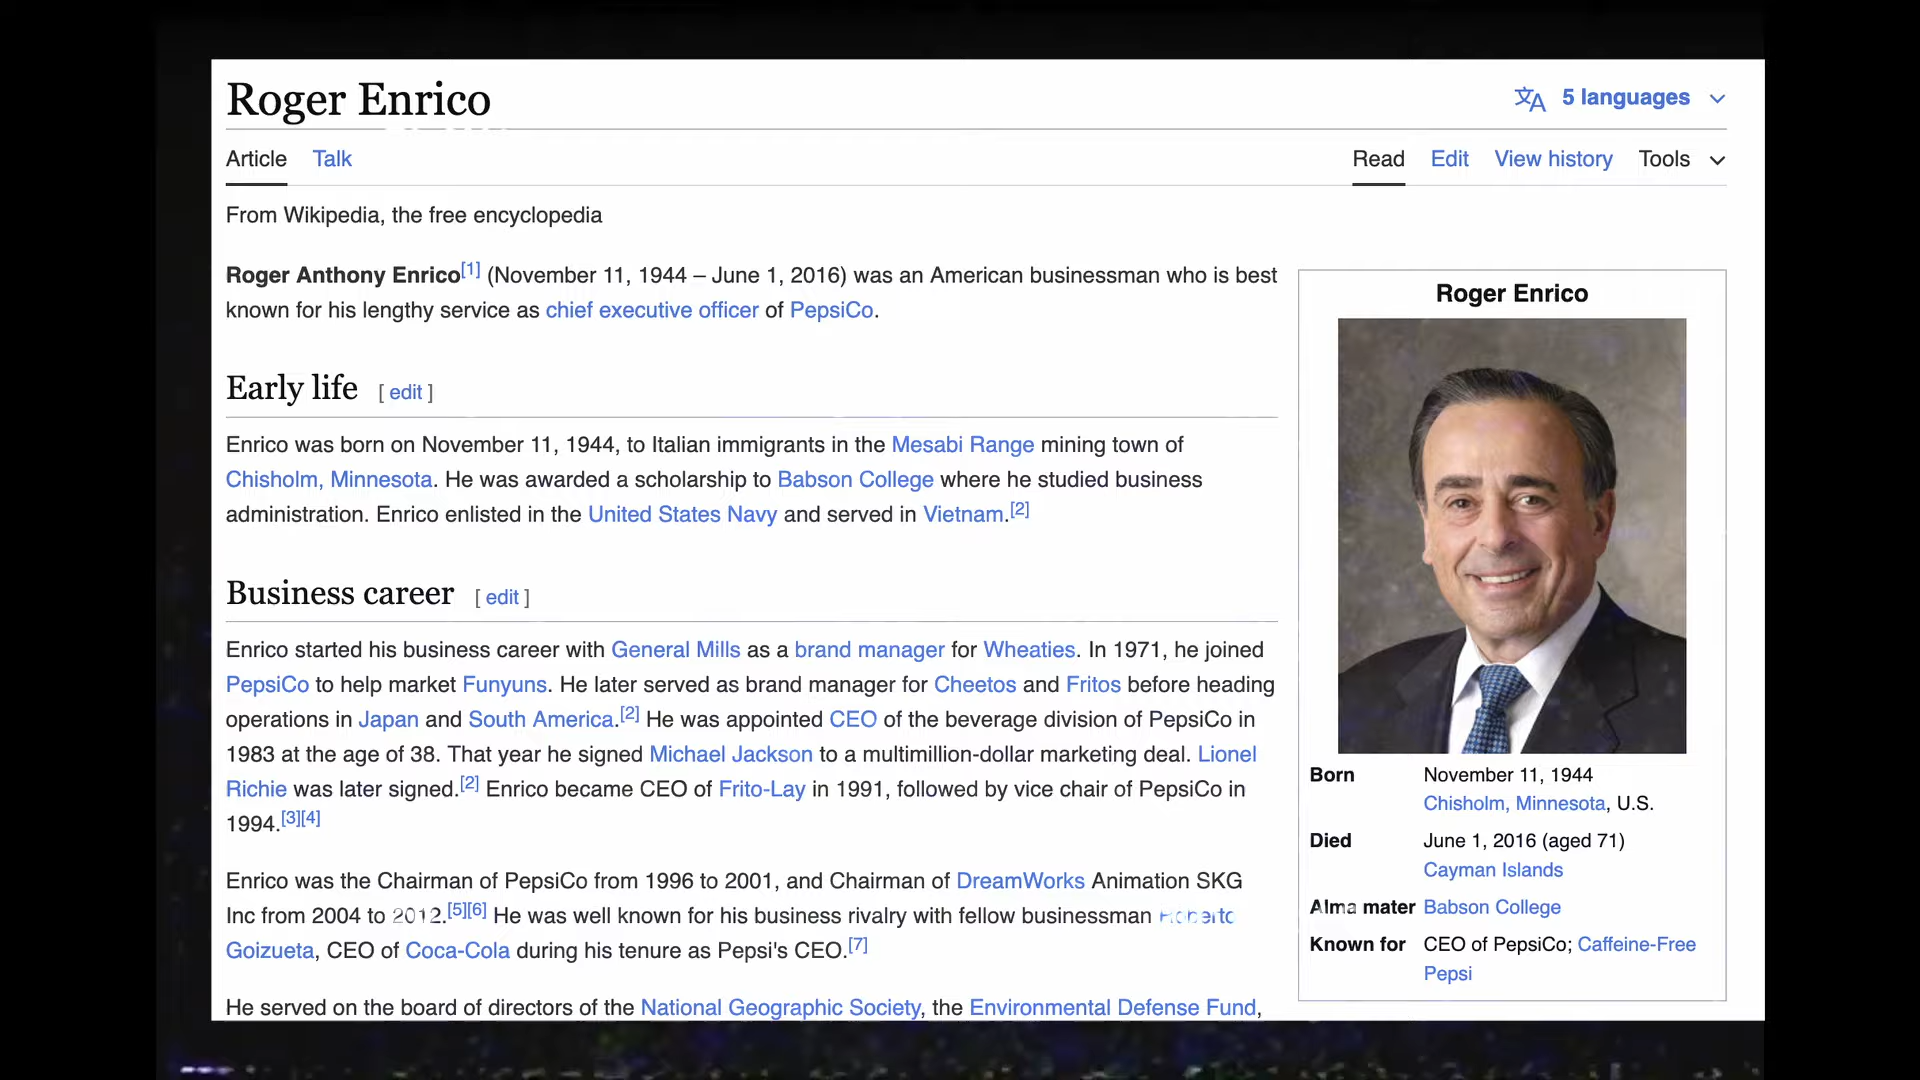 Roger Enrico
5 languages
Article Talk
Read Edit View history Tools
From Wikipedia, the free encyclopedia
Roger Anthony Enrico[1] (November 11, 1944 – June 1, 2016) was an American businessman who is best
known for his lengthy service as chief executive officer of PepsiCo.
Early life [ edit ]
Enrico was born on November 11, 1944, to Italian immigrants in the Mesabi Range mining town of
Chisholm, Minnesota. He was awarded a scholarship to Babson College where he studied business
administration. Enrico enlisted in the United States Navy and served in Vietnam.[2]
Business career [ edit ]
Enrico started his business career with General Mills as a brand manager for Wheaties. In 1971, he joined
PepsiCo to help market Funyuns. He later served as brand manager for Cheetos and Fritos before heading
operations in Japan and South America.[2] He was appointed CEO of the beverage division of PepsiCo in
1983 at the age of 38. That year he signed Michael Jackson to a multimillion-dollar marketing deal. Lionel
Richie was later signed.[2] Enrico became CEO of Frito-Lay in 1991, followed by vice chair of PepsiCo in
1994.[3][4]
Enrico was the Chairman of PepsiCo from 1996 to 2001, and Chairman of DreamWorks Animation SKG
Inc from 2004 to 2012.[5][6] He was well known for his business rivalry with fellow businessman Roberto
Goizueta, CEO of Coca-Cola during his tenure as Pepsi's CEO.[7]
He served on the board of directors of the National Geographic Society, the Environmental Defense Fund,
Roger Enrico
Born November 11, 1944
Chisholm, Minnesota, U.S.
Died June 1, 2016 (aged 71)
Cayman Islands
Alma mater Babson College
Known for CEO of PepsiCo; Caffeine-Free
Pepsi